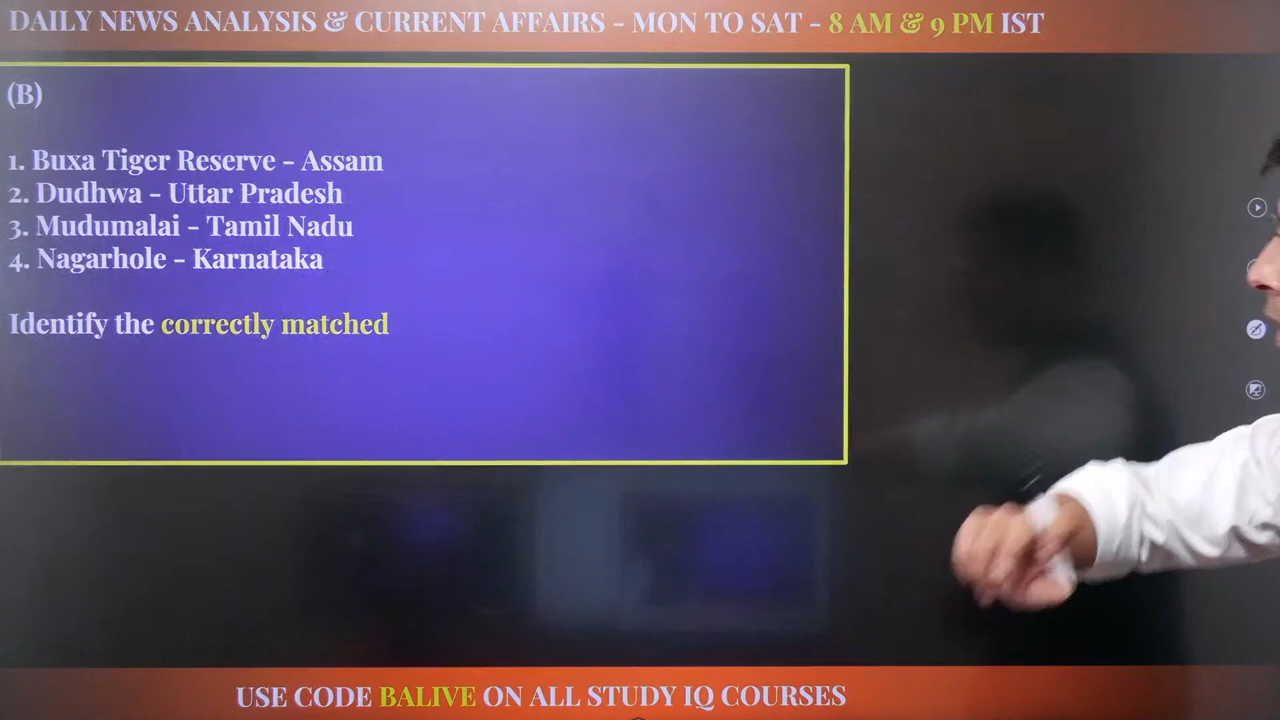 DAILY NEWS ANALYSIS & CURRENT AFFAIRS - MON TO SAT - 8 AM & 9 PM IST
(B)
1. Buxa Tiger Reserve - Assam
2. Dudhwa - Uttar Pradesh
3. Mudumalai - Tamil Nadu
4. Nagarhole - Karnataka
Identify the correctly matched
USE CODE BALIVE ON ALL STUDY IQ COURSES